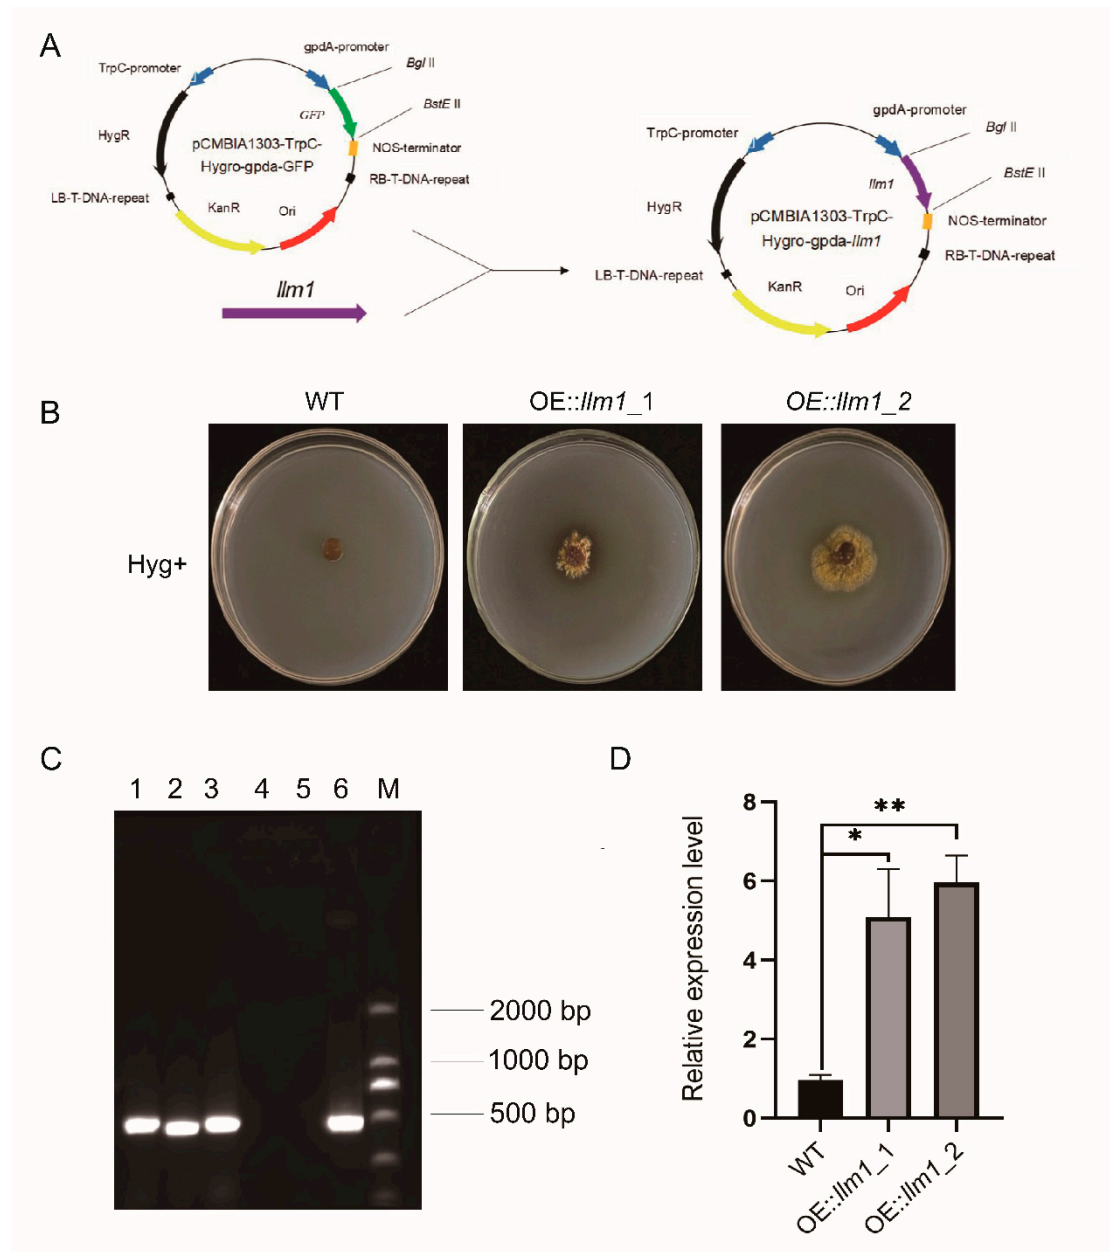 A
gpdA-promoter
Bgl II
TrpC-promoter
BstE II
GFP
HygR
pCMBIA1303-TrpC-
Hygro-gpda-GFP
NOS-terminator
RB-T-DNA-repeat
LB-T-DNA-repeat
KanR
Ori
llm1
gpdA-promoter
Bgl II
TrpC-promoter
BstE II
llm1
HygR
pCMBIA1303-TrpC-
Hygro-gpda-llm1
NOS-terminator
RB-T-DNA-repeat
LB-T-DNA-repeat
KanR
Ori
B
WT
OE::llm1_1
OE::llm1_2
Hyg+
C
1 2 3 4 5 6 M
2000 bp
1000 bp
500 bp
D
Relative expression level
8
6
4
2
0
**
*
WT
OE::llm1_1
OE::llm1_2